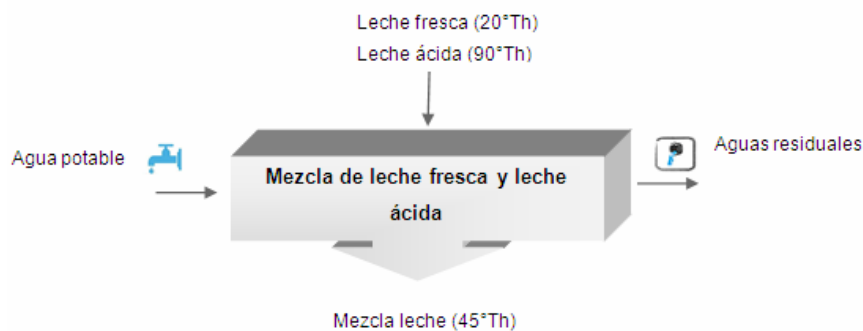 Leche fresca (20°Th)
Leche ácida (90°Th)
Agua potable
Aguas residuales
Mezcla de leche fresca y leche
ácida
Mezcla leche (45°Th)